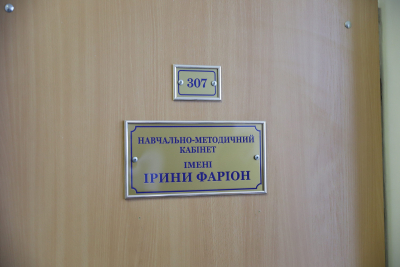 307
НАВЧАЛЬНО-МЕТОДИЧНИЙ
КАБІНЕТ
ІМЕНІ
ІРИНИ ФАРІОН